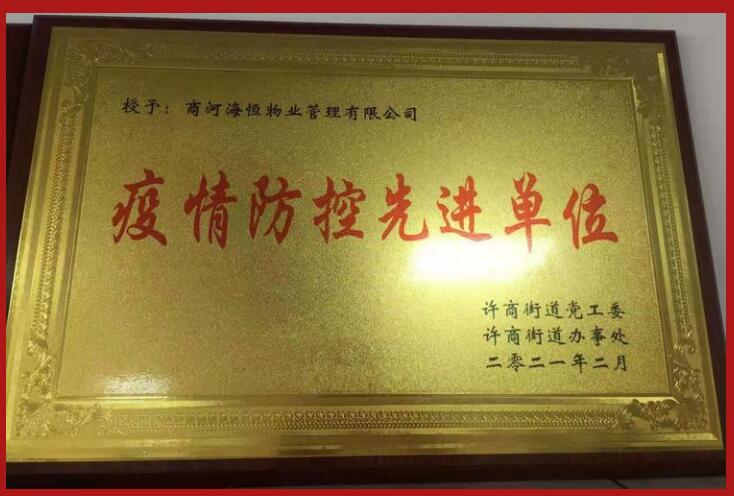 授予：商河海恒物业管理有限公司
疫情防控先进单位
许商街道党工委
许商街道办事处
二零二一年二月